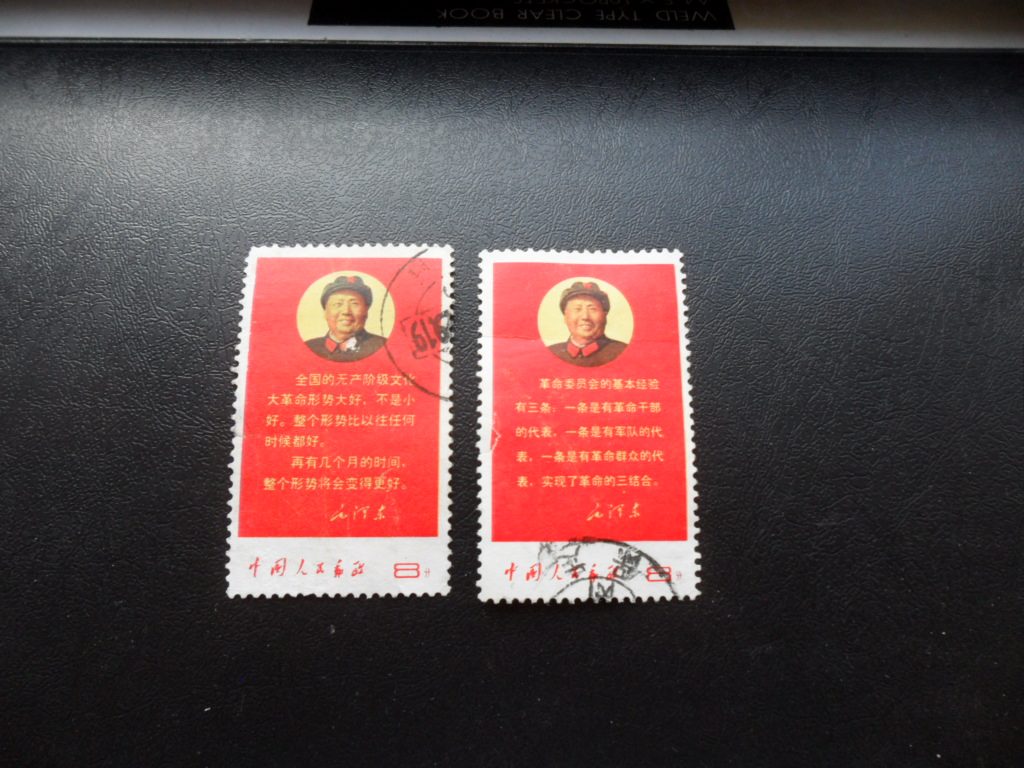 WELD TYPE CLEAR BOOK
全国的无产阶级文化
大革命形势大好，不是小
好。整个形势比以往任何
时候都好。
再有几个月的时间，
整个形势将会变得更好。
毛泽东
中国人民邮政 8分
革命委员会的基本经验
有三条：一条是有革命干部
的代表，一条是有军队的代
表，一条是有革命群众的代
表，实现了革命的三结合。
毛泽东
中国人民邮政 8分